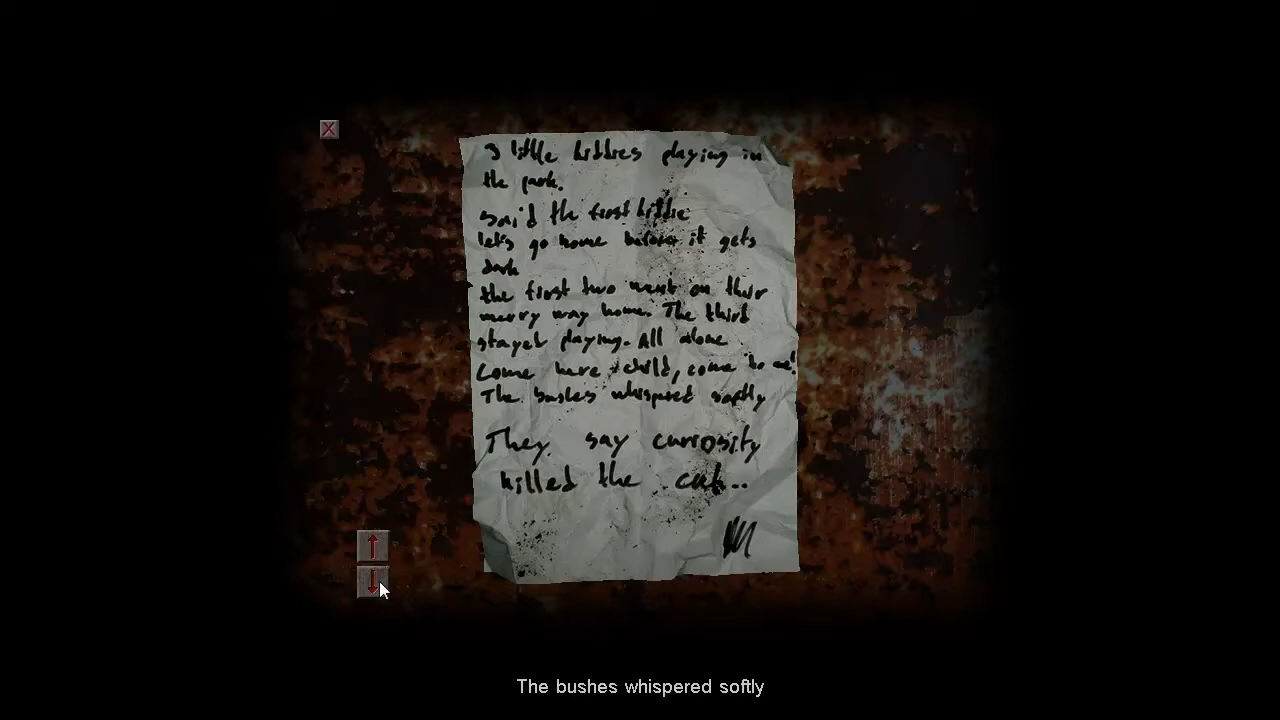 3 little kitties playing in
the park.
Said the first kittie
let's go home before it gets
dark
the first two went on their
merry way home. The third
stayed playing. All alone
Come here child, come to me!
The bushes whispered softly
They say curiosity
killed the cat..
The bushes whispered softly